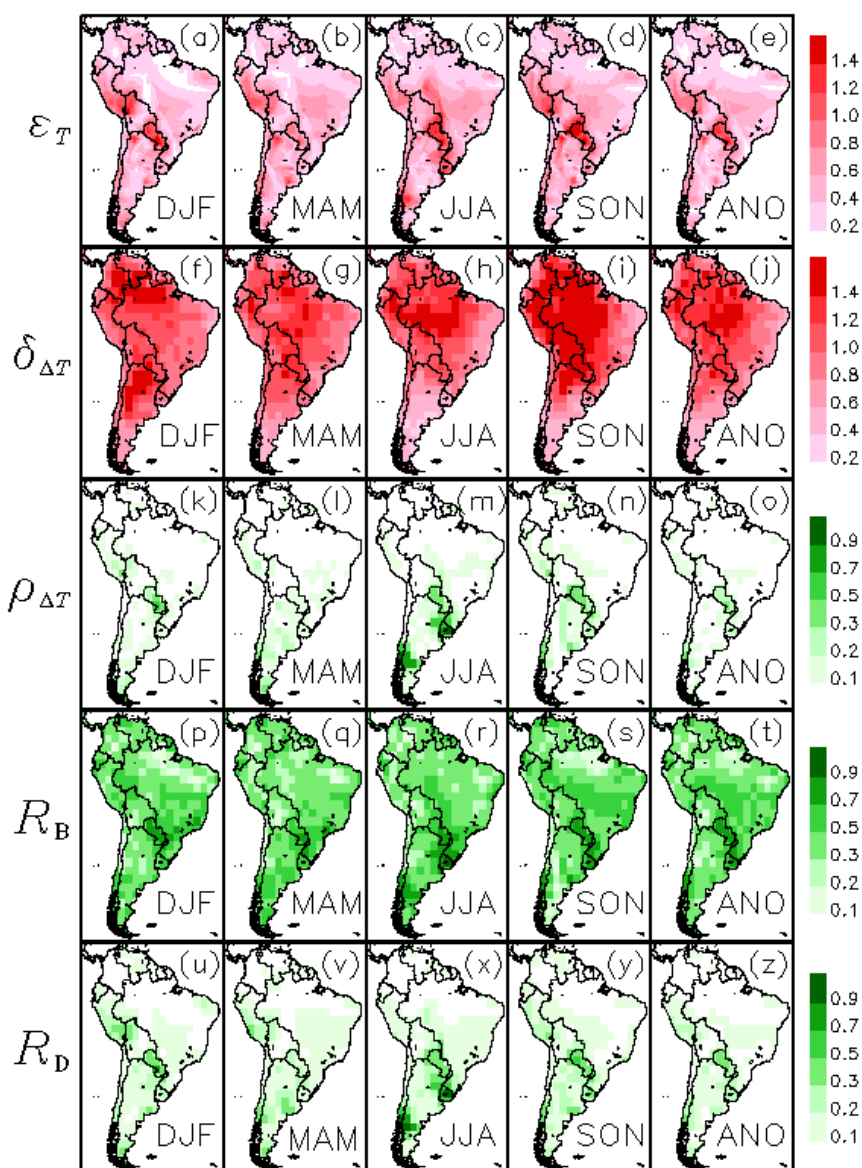 (a) (b) (c) (d) (e)
ε_T
DJF MAM JJA SON ANO
1.4
1.2
1.0
0.8
0.6
0.4
0.2
(f) (g) (h) (i) (j)
δ_ΔT
DJF MAM JJA SON ANO
1.4
1.2
1.0
0.8
0.6
0.4
0.2
(k) (l) (m) (n) (o)
ρ_ΔT
DJF MAM JJA SON ANO
0.9
0.7
0.5
0.3
0.2
0.1
(p) (q) (r) (s) (t)
R_B
DJF MAM JJA SON ANO
0.9
0.7
0.5
0.3
0.2
0.1
(u) (v) (x) (y) (z)
R_D
DJF MAM JJA SON ANO
0.9
0.7
0.5
0.3
0.2
0.1